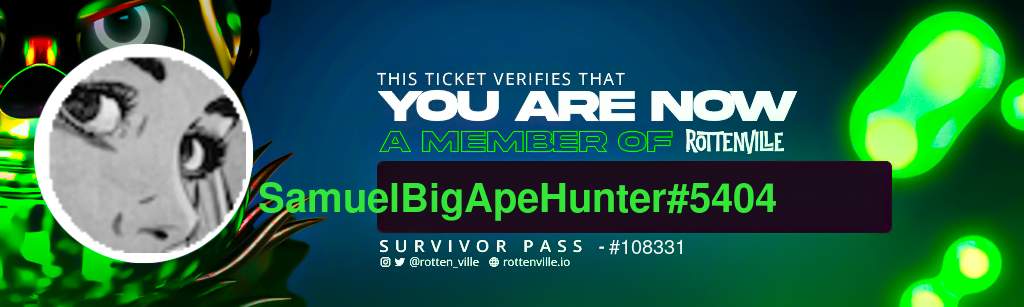 THIS TICKET VERIFIES THAT
YOU ARE NOW
A MEMBER OF ROTTENVILLE
SamuelBigApeHunter#5404
SURVIVOR PASS - #108331
@rotten_ville rottenville.io